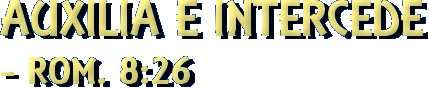 AUXILIA E INTERCEDE
- ROM. 8:26